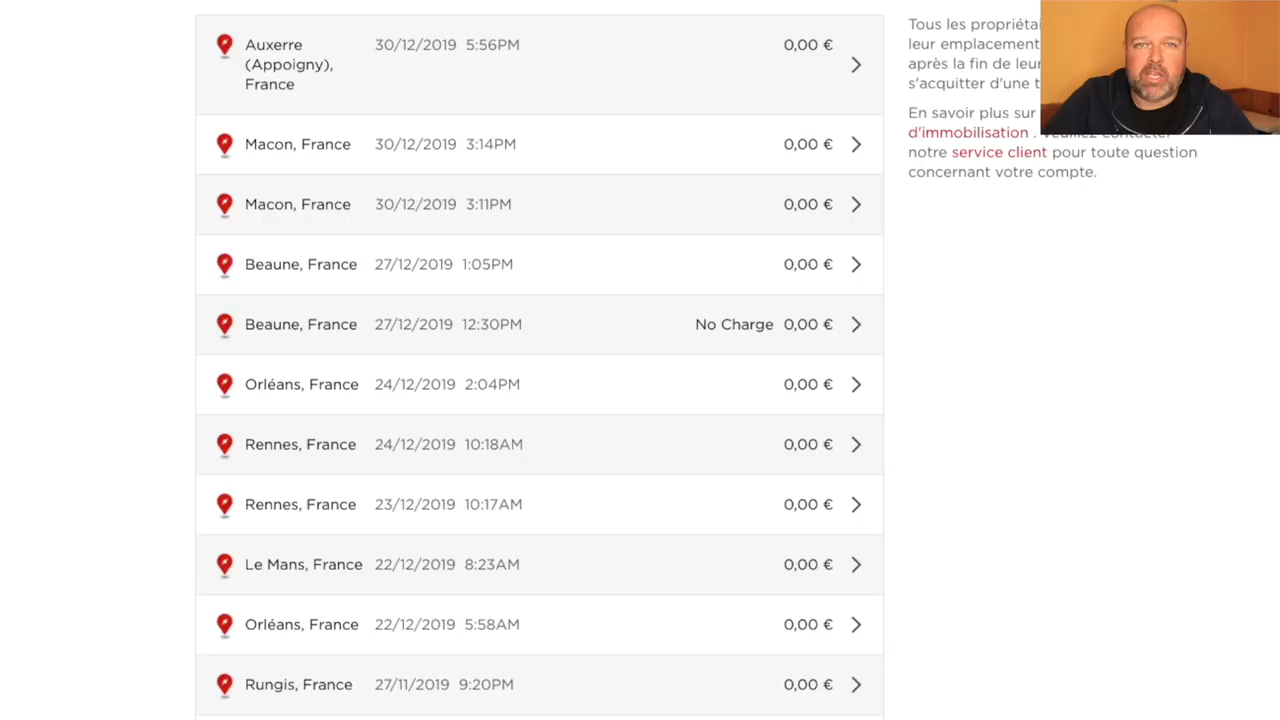 Auxerre
(Appoigny),
France
30/12/2019 5:56PM
0,00 €
Macon, France 30/12/2019 3:14PM 0,00 €
Macon, France 30/12/2019 3:11PM 0,00 €
Beaune, France 27/12/2019 1:05PM 0,00 €
Beaune, France 27/12/2019 12:30PM No Charge 0,00 €
Orléans, France 24/12/2019 2:04PM 0,00 €
Rennes, France 24/12/2019 10:18AM 0,00 €
Rennes, France 23/12/2019 10:17AM 0,00 €
Le Mans, France 22/12/2019 8:23AM 0,00 €
Orléans, France 22/12/2019 5:58AM 0,00 €
Rungis, France 27/11/2019 9:20PM 0,00 €
Tous les
leur emplacement
après la fin de leur
s'acquitter d'une
En savoir plus sur
d'immobilisation .
notre service client pour toute question
concernant votre compte.